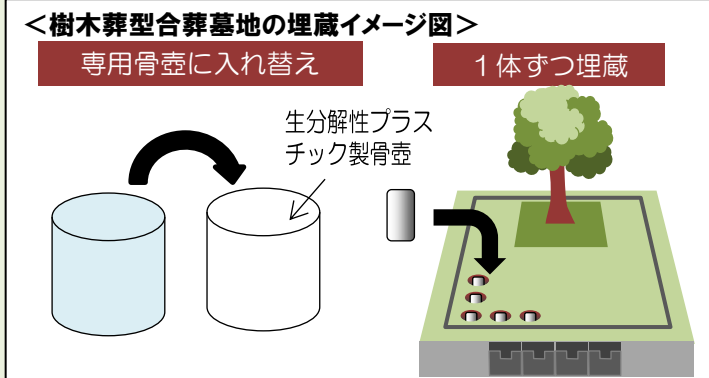 ＜樹木葬型合葬墓地の埋蔵イメージ図＞
専用骨壺に入れ替え
１体ずつ埋蔵
生分解性プラス
チック製骨壺